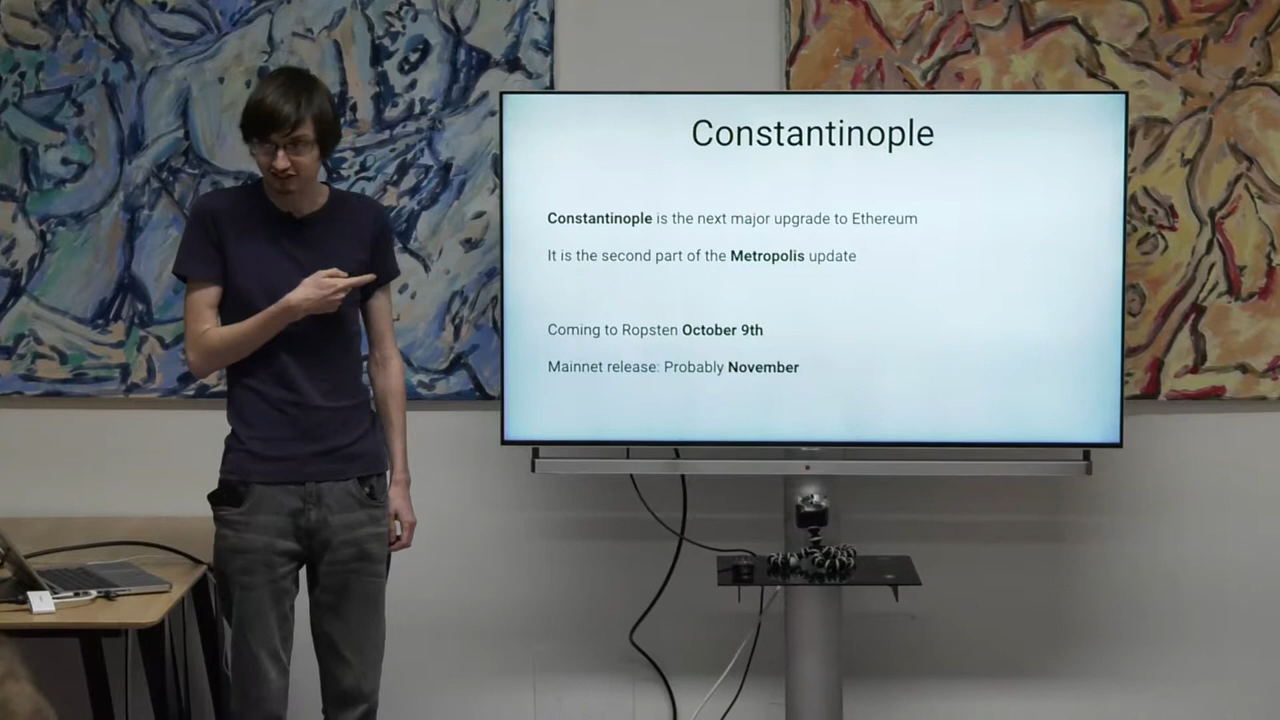 Constantinople
Constantinople is the next major upgrade to Ethereum
It is the second part of the Metropolis update
Coming to Ropsten October 9th
Mainnet release: Probably November